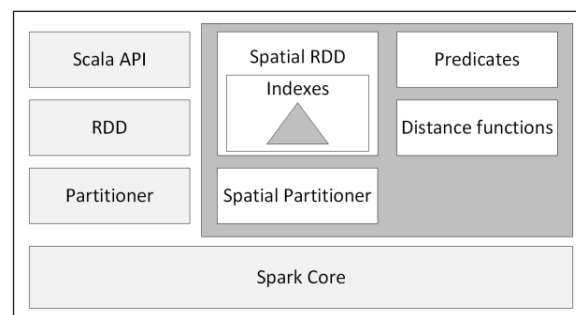 Scala API
Spatial RDD
Predicates
Indexes
RDD
Distance functions
Partitioner
Spatial Partitioner
Spark Core